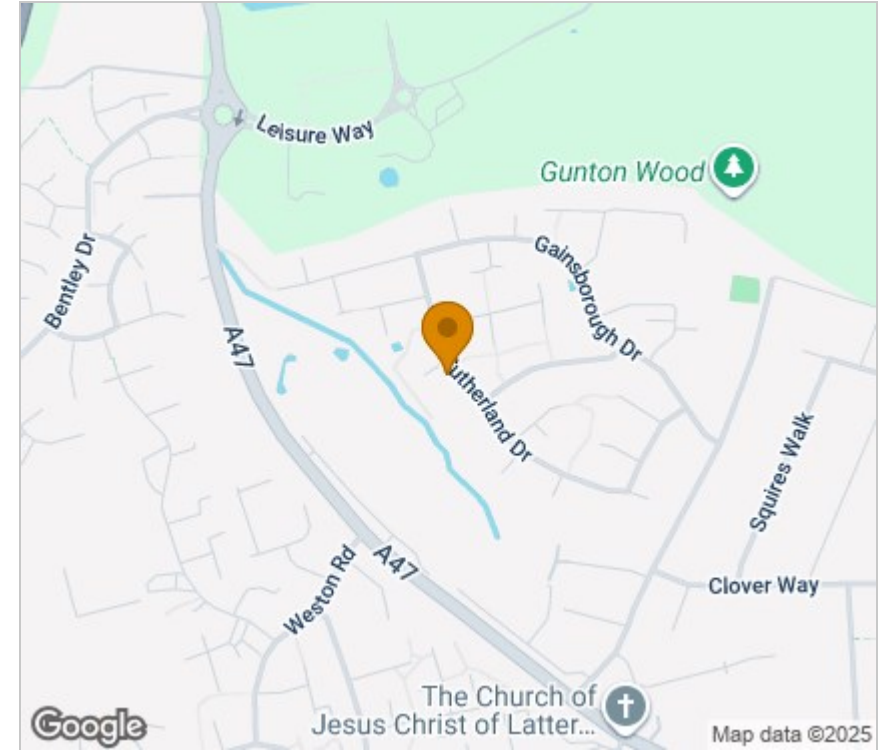 Leisure Way
Gunton Wood
Bentley Dr
Gainsborough Dr
A47
utherland Dr
Squires Walk
A47
Weston Rd
Clover Way
The Church of
Jesus Christ of Latter...
Google
Map data ©2025